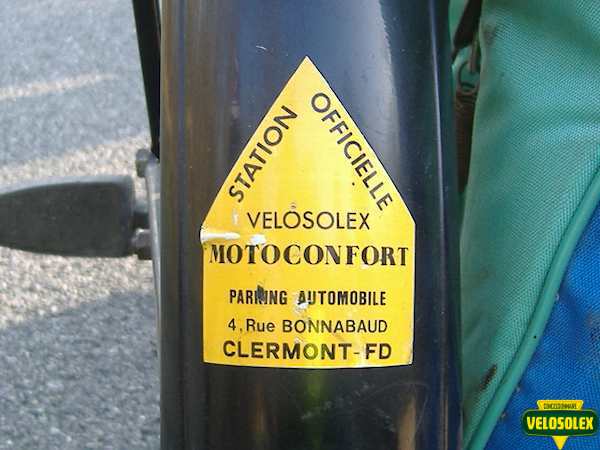 STATION OFFICIELLE
VELOSOLEX
MOTOCONFORT
PARKING AUTOMOBILE
4, Rue BONNABAUD
CLERMONT-FD
CONCESSIONNAIRE
VELOSOLEX